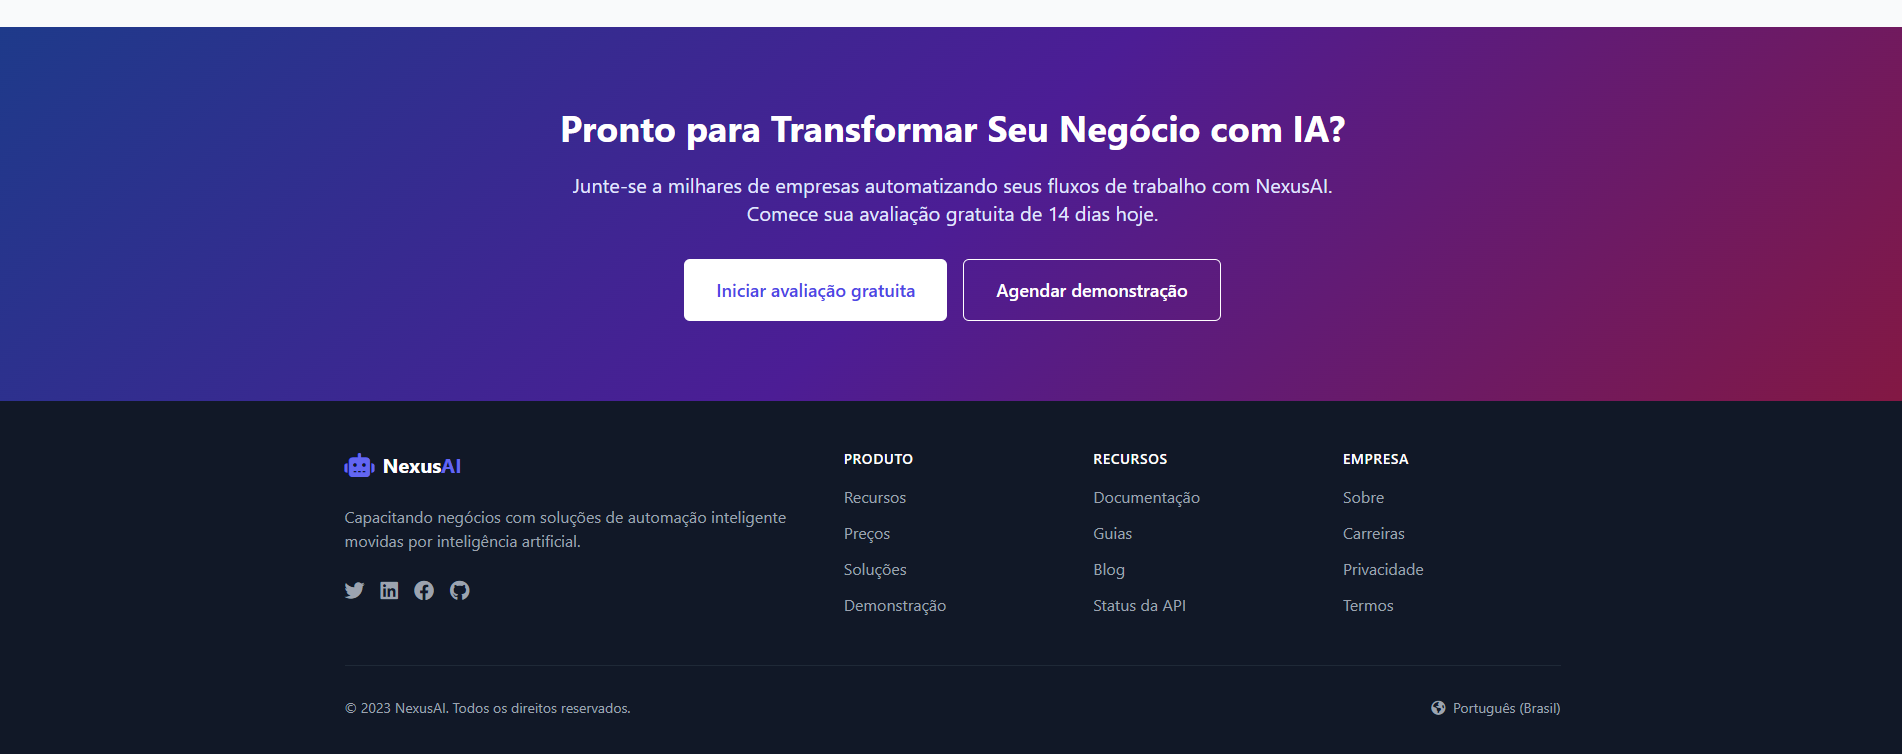 Pronto para Transformar Seu Negócio com IA?
Junte-se a milhares de empresas automatizando seus fluxos de trabalho com NexusAI.
Comece sua avaliação gratuita de 14 dias hoje.
Iniciar avaliação gratuita
Agendar demonstração
NexusAI
Capacitando negócios com soluções de automação inteligente
movidas por inteligência artificial.
PRODUTO
Recursos
Preços
Soluções
Demonstração
RECURSOS
Documentação
Guias
Blog
Status da API
EMPRESA
Sobre
Carreiras
Privacidade
Termos
© 2023 NexusAI. Todos os direitos reservados.
Português (Brasil)